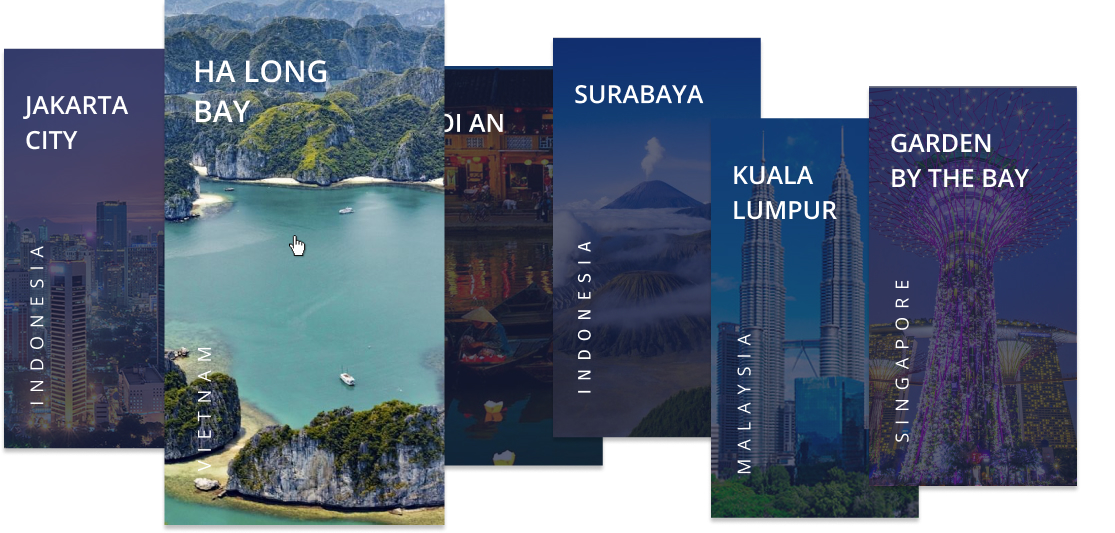 JAKARTA
CITY
INDONESIA
HA LONG
BAY
VIETNAM
OI AN
SURABAYA
INDONESIA
KUALA
LUMPUR
MALAYSIA
GARDEN
BY THE BAY
SINGAPORE